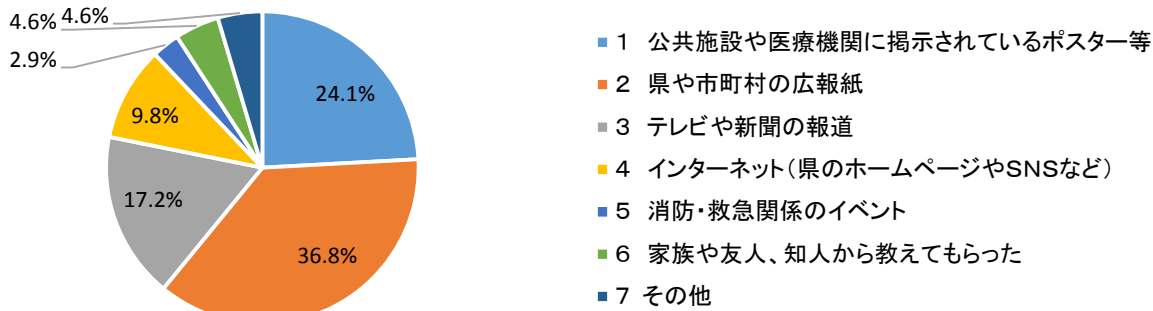 4.6%
4.6%
2.9%
9.8%
24.1%
17.2%
36.8%
１ 公共施設や医療機関に掲示されているポスター等
２ 県や市町村の広報紙
３ テレビや新聞の報道
４ インターネット（県のホームページやＳＮＳなど）
５ 消防・救急関係のイベント
６ 家族や友人、知人から教えてもらった
７ その他